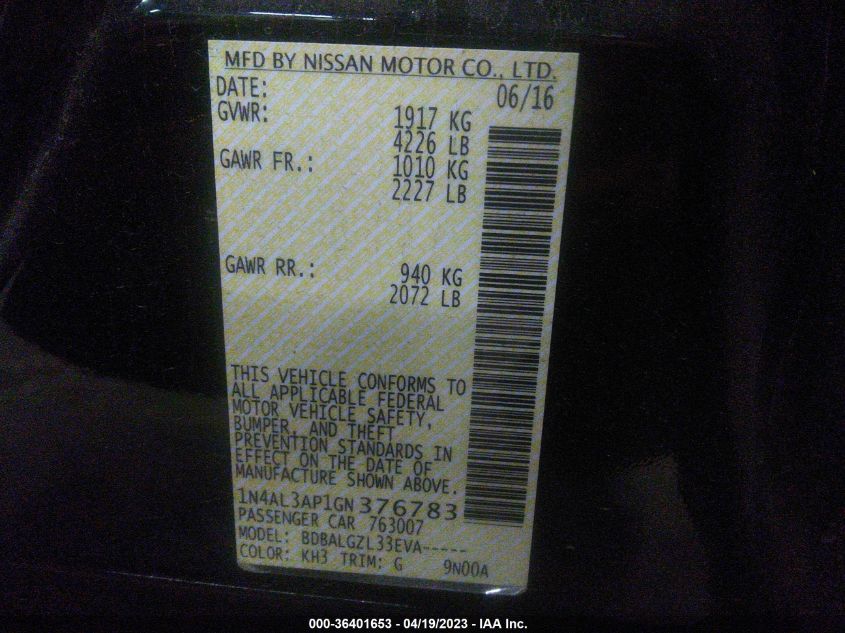 MFD BY NISSAN MOTOR CO., LTD.
DATE: 06/16
GVWR: 1917 KG
4226 LB
GAWR FR.: 1010 KG
2227 LB
GAWR RR.: 940 KG
2072 LB
THIS VEHICLE CONFORMS TO
ALL APPLICABLE FEDERAL
MOTOR VEHICLE SAFETY,
BUMPER, AND THEFT
PREVENTION STANDARDS IN
EFFECT ON THE DATE OF
MANUFACTURE SHOWN ABOVE.
1N4AL3AP1GN376783
PASSENGER CAR 763007
MODEL: BDBALGZL33EVA-----
COLOR: KH3 TRIM: G 9N00A
000-36401653 - 04/19/2023 - IAA Inc.